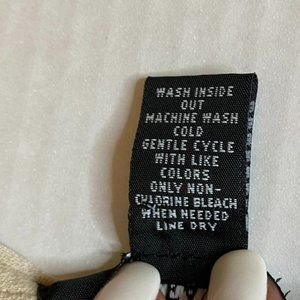 WASH INSIDE
OUT
MACHINE WASH
COLD
GENTLE CYCLE
WITH LIKE
COLORS
ONLY NON-
CHLORINE BLEACH
WHEN NEEDED
LINE DRY